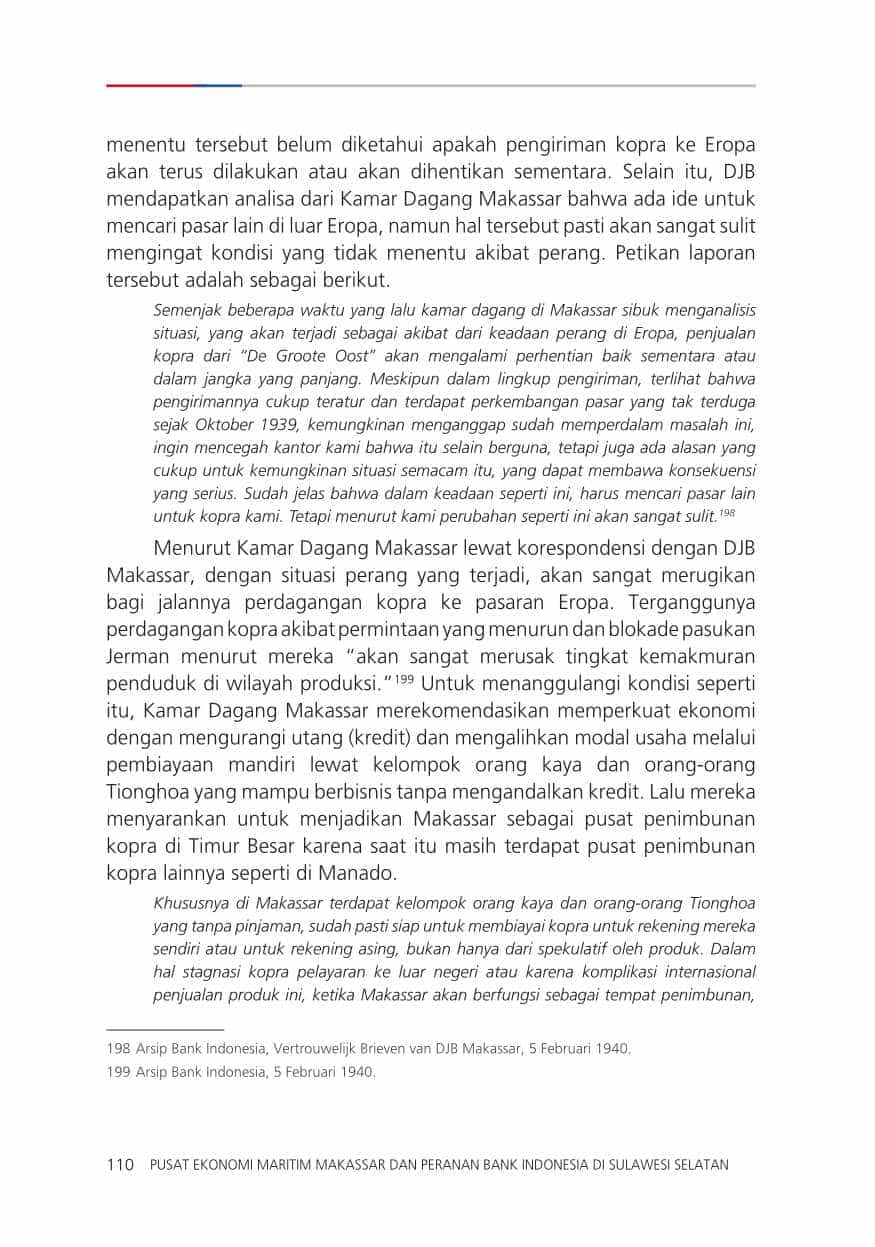 menentu tersebut belum diketahui apakah pengiriman kopra ke Eropa
akan terus dilakukan atau akan dihentikan sementara. Selain itu, DJB
mendapatkan analisa dari Kamar Dagang Makassar bahwa ada ide untuk
mencari pasar lain di luar Eropa, namun hal tersebut pasti akan sangat sulit
mengingat kondisi yang tidak menentu akibat perang. Petikan laporan
tersebut adalah sebagai berikut.
Semenjak beberapa waktu yang lalu kamar dagang di Makassar sibuk menganalisis
situasi, yang akan terjadi sebagai akibat dari keadaan perang di Eropa, penjualan
kopra dari “De Groote Oost” akan mengalami perhentian baik sementara atau
dalam jangka yang panjang. Meskipun dalam lingkup pengiriman, terlihat bahwa
pengirimannya cukup teratur dan terdapat perkembangan pasar yang tak terduga
sejak Oktober 1939, kemungkinan menganggap sudah memperdalam masalah ini,
ingin mencegah kantor kami bahwa itu selain berguna, tetapi juga ada alasan yang
cukup untuk kemungkinan situasi semacam itu, yang dapat membawa konsekuensi
yang serius. Sudah jelas bahwa dalam keadaan seperti ini, harus mencari pasar lain
untuk kopra kami. Tetapi menurut kami perubahan seperti ini akan sangat sulit.198
Menurut Kamar Dagang Makassar lewat korespondensi dengan DJB
Makassar, dengan situasi perang yang terjadi, akan sangat merugikan
bagi jalannya perdagangan kopra ke pasaran Eropa. Terganggunya
perdagangan kopra akibat permintaan yang menurun dan blokade pasukan
Jerman menurut mereka “akan sangat merusak tingkat kemakmuran
penduduk di wilayah produksi.”199 Untuk menanggulangi kondisi seperti
itu, Kamar Dagang Makassar merekomendasikan memperkuat ekonomi
dengan mengurangi utang (kredit) dan mengalihkan modal usaha melalui
pembiayaan mandiri lewat kelompok orang kaya dan orang-orang
Tionghoa yang mampu berbisnis tanpa mengandalkan kredit. Lalu mereka
menyarankan untuk menjadikan Makassar sebagai pusat penimbunan
kopra di Timur Besar karena saat itu masih terdapat pusat penimbunan
kopra lainnya seperti di Manado.
Khususnya di Makassar terdapat kelompok orang kaya dan orang-orang Tionghoa
yang tanpa pinjaman, sudah pasti siap untuk membiayai kopra untuk rekening mereka
sendiri atau untuk rekening asing, bukan hanya dari spekulatif oleh produk. Dalam
hal stagnasi kopra pelayaran ke luar negeri atau karena komplikasi internasional
penjualan produk ini, ketika Makassar akan berfungsi sebagai tempat penimbunan,
198 Arsip Bank Indonesia, Vertrouwelijk Brieven van DJB Makassar, 5 Februari 1940.
199 Arsip Bank Indonesia, 5 Februari 1940.
110 PUSAT EKONOMI MARITIM MAKASSAR DAN PERANAN BANK INDONESIA DI SULAWESI SELATAN